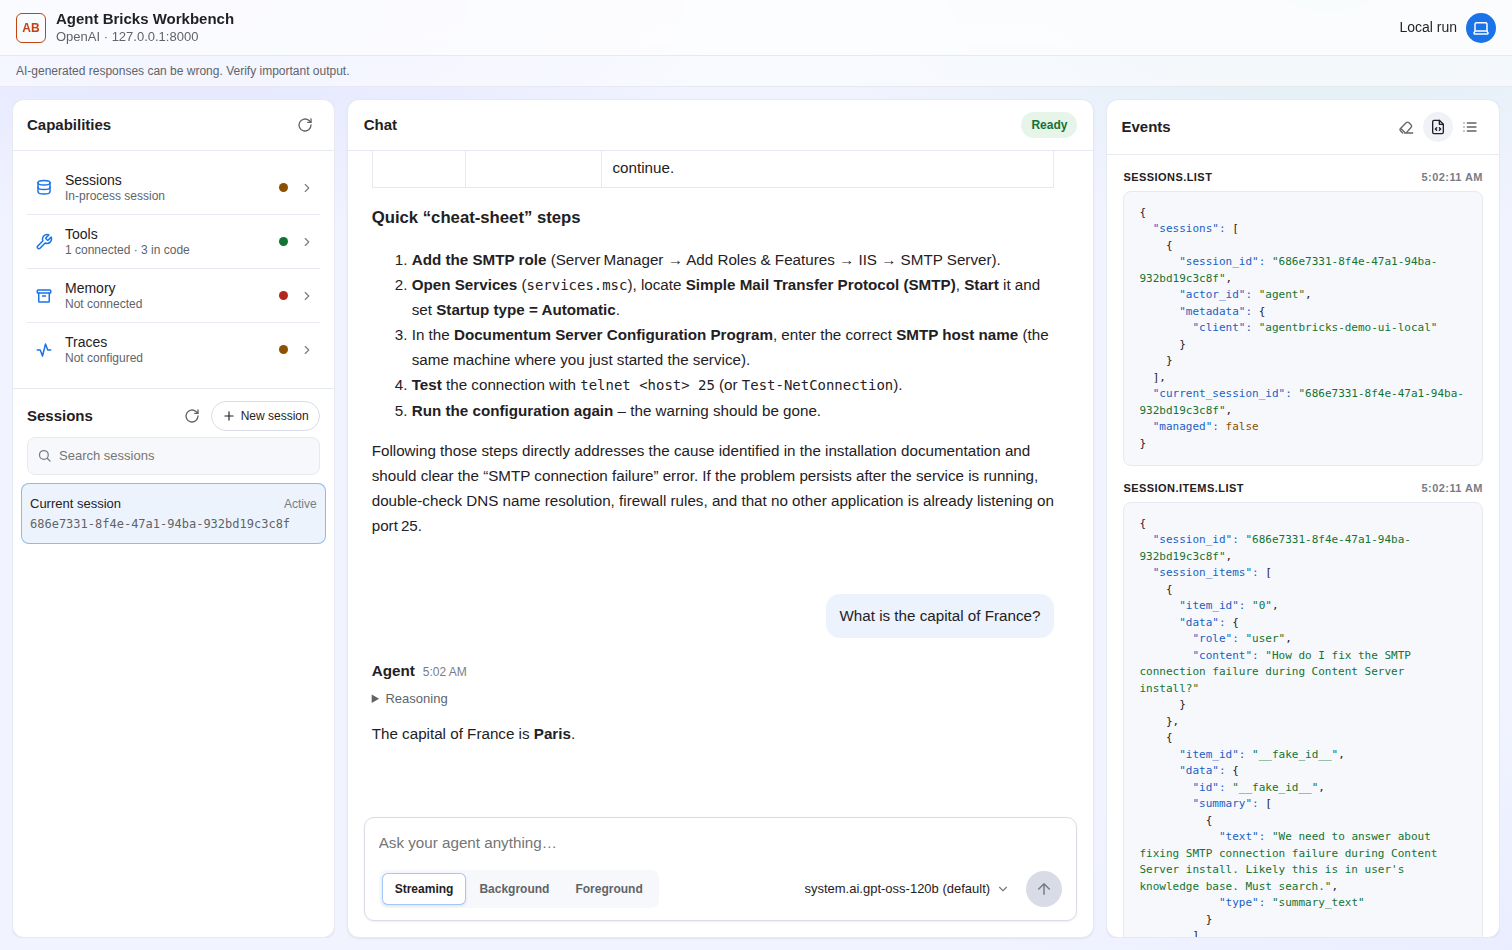 AB
Agent Bricks Workbench
OpenAI · 127.0.0.1:8000
Local run
AI-generated responses can be wrong. Verify important output.
Capabilities
Sessions
In-process session
Tools
1 connected · 3 in code
Memory
Not connected
Traces
Not configured
Sessions
New session
Search sessions
Current session
Active
686e7331-8f4e-47a1-94ba-932bd19c3c8f
Chat
Ready
continue.
Quick “cheat-sheet” steps
1. Add the SMTP role (Server Manager → Add Roles & Features → IIS → SMTP Server).
2. Open Services (services.msc), locate Simple Mail Transfer Protocol (SMTP), Start it and
set Startup type = Automatic.
3. In the Documentum Server Configuration Program, enter the correct SMTP host name (the
same machine where you just started the service).
4. Test the connection with telnet <host> 25 (or Test-NetConnection).
5. Run the configuration again – the warning should be gone.
Following those steps directly addresses the cause identified in the installation documentation and
should clear the “SMTP connection failure” error. If the problem persists after the service is running,
double-check DNS name resolution, firewall rules, and that no other application is already listening on
port 25.
What is the capital of France?
Agent 5:02 AM
Reasoning
The capital of France is Paris.
Ask your agent anything…
Streaming
Background
Foreground
system.ai.gpt-oss-120b (default)
Events
SESSIONS.LIST
5:02:11 AM
{
"sessions": [
{
"session_id": "686e7331-8f4e-47a1-94ba-
932bd19c3c8f",
"actor_id": "agent",
"metadata": {
"client": "agentbricks-demo-ui-local"
}
}
],
"current_session_id": "686e7331-8f4e-47a1-94ba-
932bd19c3c8f",
"managed": false
}
SESSION.ITEMS.LIST
5:02:11 AM
{
"session_id": "686e7331-8f4e-47a1-94ba-
932bd19c3c8f",
"session_items": [
{
"item_id": "0",
"data": {
"role": "user",
"content": "How do I fix the SMTP
connection failure during Content Server
install?"
}
},
{
"item_id": "__fake_id__",
"data": {
"id": "__fake_id__",
"summary": [
{
"text": "We need to answer about
fixing SMTP connection failure during Content
Server install. Likely this is in user's
knowledge base. Must search.",
"type": "summary_text"
}
]